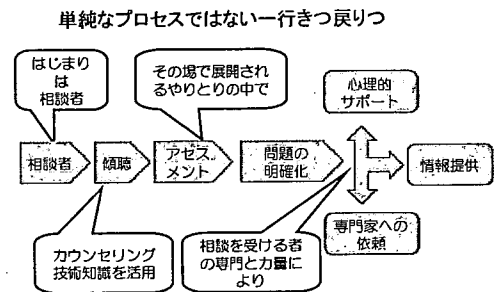 単純なプロセスではない―行きつ戻りつ
はじまり
は
相談者
その場で展開され
るやりとりの中で
心理的
サポート
相談者
傾聴
アセス
メント
問題の
明確化
情報提供
カウンセリング
技術知識を活用
相談を受ける者
の専門と力量に
より
専門家への
依頼